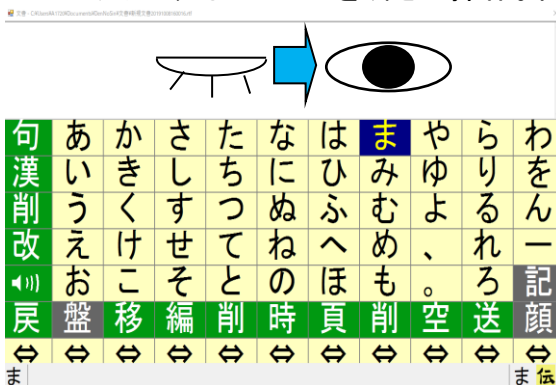 句 あ か さ た な は ま や ら わ
漢 い き し ち に ひ み ゆ り を
削 う く す つ ぬ ふ む よ る ん
改 え け せ て ね へ め 、 れ ー
お こ そ と の ほ も 。 ろ 記
戻 盤 移 編 削 時 頁 削 空 送 顔
⇔ ⇔ ⇔ ⇔ ⇔ ⇔ ⇔ ⇔ ⇔ ⇔ ⇔
ま ま 伝